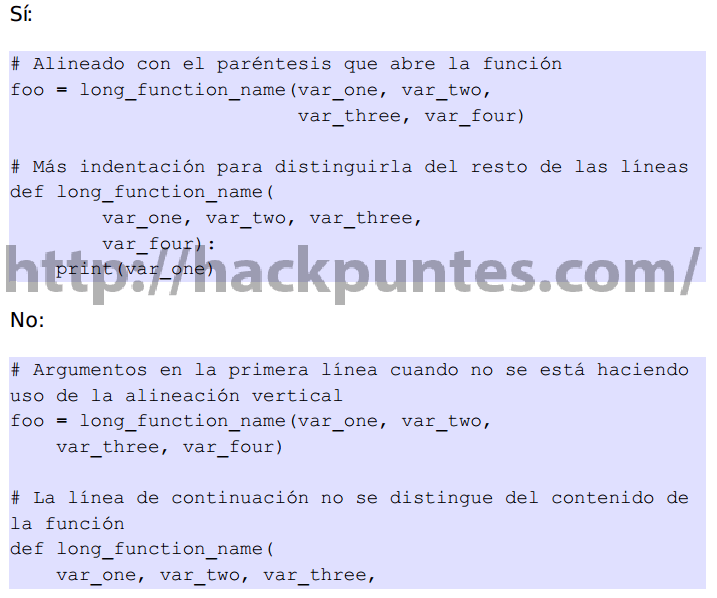 Sí:
# Alineado con el paréntesis que abre la función
foo = long_function_name(var_one, var_two,
                         var_three, var_four)
# Más indentación para distinguirla del resto de las líneas
def long_function_name(
        var_one, var_two, var_three,
        var_four):
    print(var_one)
http://hackpuntes.com/
No:
# Argumentos en la primera línea cuando no se está haciendo
uso de la alineación vertical
foo = long_function_name(var_one, var_two,
    var_three, var_four)
# La línea de continuación no se distingue del contenido de
la función
def long_function_name(
    var_one, var_two, var_three,